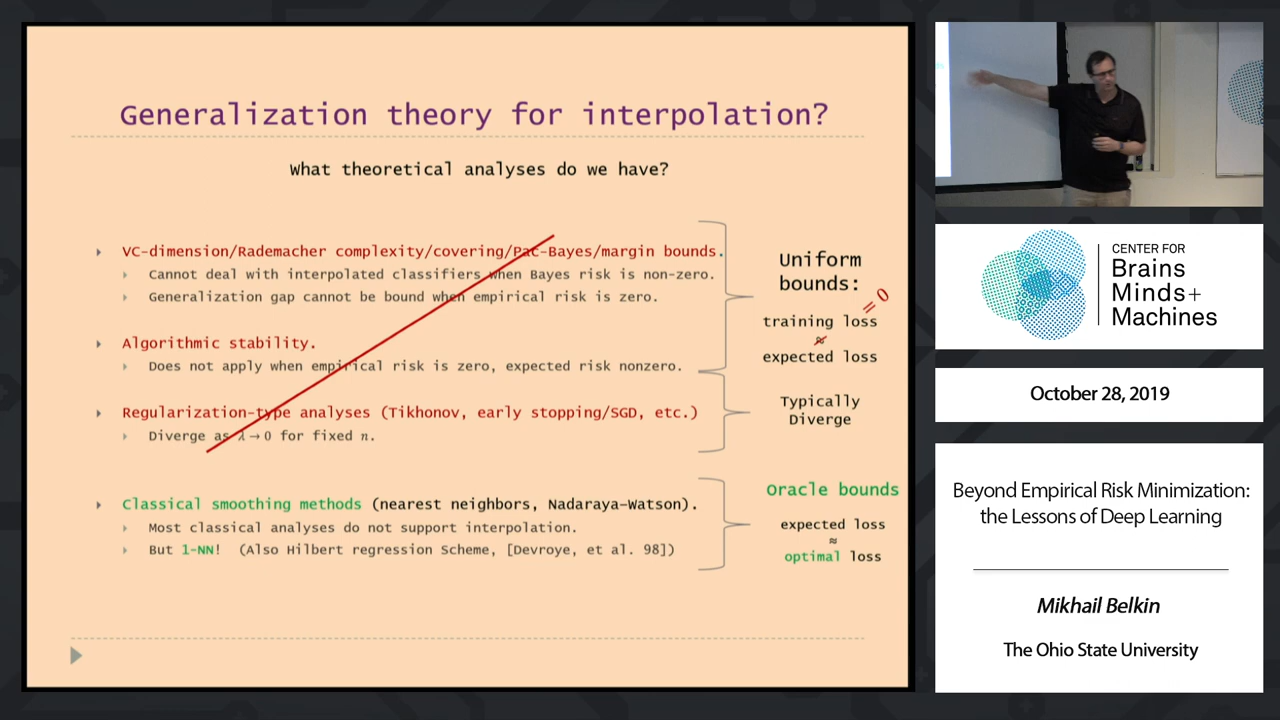 Generalization theory for interpolation?
What theoretical analyses do we have?
VC-dimension/Rademacher complexity/covering/Pac-Bayes/margin bounds.
Cannot deal with interpolated classifiers when Bayes risk is non-zero.
Generalization gap cannot be bound when empirical risk is zero.
Algorithmic stability.
Does not apply when empirical risk is zero, expected risk nonzero.
Regularization-type analyses (Tikhonov, early stopping/SGD, etc.)
Diverge as λ → 0 for fixed n.
Classical smoothing methods (nearest neighbors, Nadaraya-Watson).
Most classical analyses do not support interpolation.
But 1-NN! (Also Hilbert regression Scheme, [Devroye, et al. 98])
Uniform
bounds:
= 0
training loss
≈
expected loss
Typically
Diverge
Oracle bounds
expected loss
≈
optimal loss
CENTER FOR
Brains
Minds+
Machines
October 28, 2019
Beyond Empirical Risk Minimization:
the Lessons of Deep Learning
Mikhail Belkin
The Ohio State University